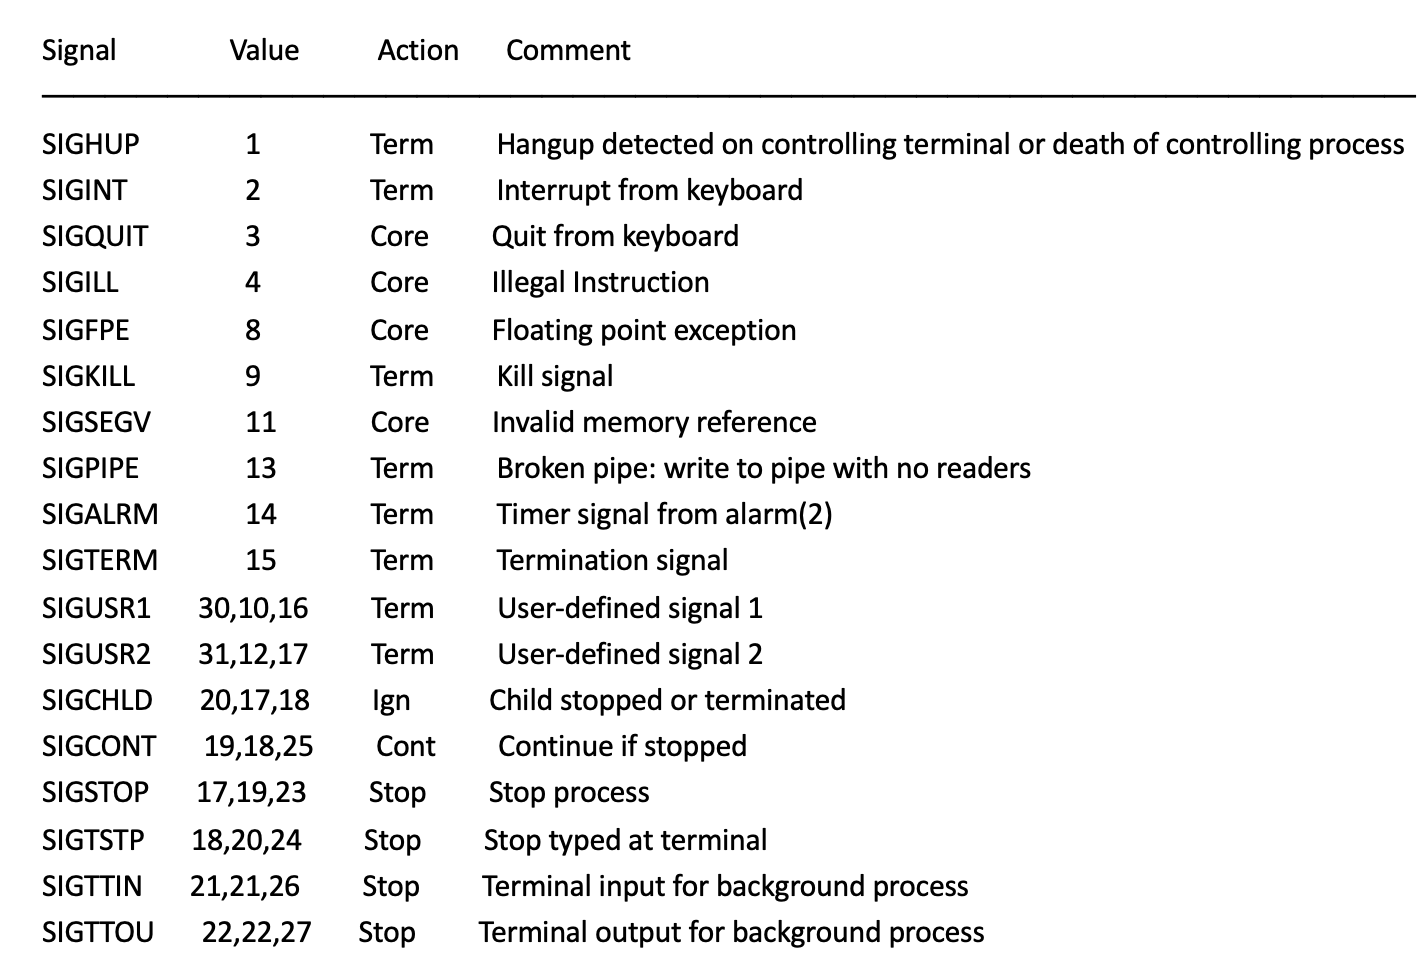 Signal Value Action Comment
SIGHUP 1 Term Hangup detected on controlling terminal or death of controlling process
SIGINT 2 Term Interrupt from keyboard
SIGQUIT 3 Core Quit from keyboard
SIGILL 4 Core Illegal Instruction
SIGFPE 8 Core Floating point exception
SIGKILL 9 Term Kill signal
SIGSEGV 11 Core Invalid memory reference
SIGPIPE 13 Term Broken pipe: write to pipe with no readers
SIGALRM 14 Term Timer signal from alarm(2)
SIGTERM 15 Term Termination signal
SIGUSR1 30,10,16 Term User-defined signal 1
SIGUSR2 31,12,17 Term User-defined signal 2
SIGCHLD 20,17,18 Ign Child stopped or terminated
SIGCONT 19,18,25 Cont Continue if stopped
SIGSTOP 17,19,23 Stop Stop process
SIGTSTP 18,20,24 Stop Stop typed at terminal
SIGTTIN 21,21,26 Stop Terminal input for background process
SIGTTOU 22,22,27 Stop Terminal output for background process